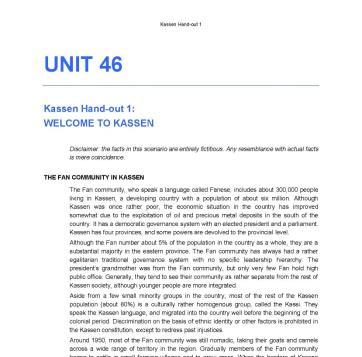 Kassen Hand-out 1
UNIT 46
Kassen Hand-out 1:
WELCOME TO KASSEN
Disclaimer: the facts in this scenario are entirely fictitious. Any resemblance with actual facts
is mere coincidence.
THE FAN COMMUNITY IN KASSEN
The Fan community, who speak a language called Fanese, includes about 300,000 people
living in Kassen, a developing country with a population of about six million. Although
Kassen was once rather poor, the economic situation in the country has improved
somewhat due to the exploitation of oil and precious metal deposits in the south of the
country. It has a democratic governance system with an elected president and a parliament.
Kassen has four provinces, and some powers are devolved to the provincial level.
Although the Fan number about 5% of the population in the country as a whole, they are a
substantial majority in the eastern province. The Fan community has always had a rather
egalitarian traditional governance system with no specific leadership hierarchy. The
president's grandmother was from the Fan community, but only very few Fan hold high
public office. Generally, the Fan see their community as rather separate from the rest of
Kassen society, although younger people are more integrated.
Aside from a few small minority groups in the country, most of the rest of the Kassen
population (about 80%) is a culturally rather homogenous group, called the Kassi. They
speak the Kassen language, and migrated to the country well before the beginning of the
colonial period. Discrimination on the basis of ethnic identity or other factors is prohibited in
the Kassen constitution, except to redress past injustices.
Around 1950, most of the Fan community was still nomadic, taking their goats and camels
across a wide range of territory in the region. Gradually members of the Fan community